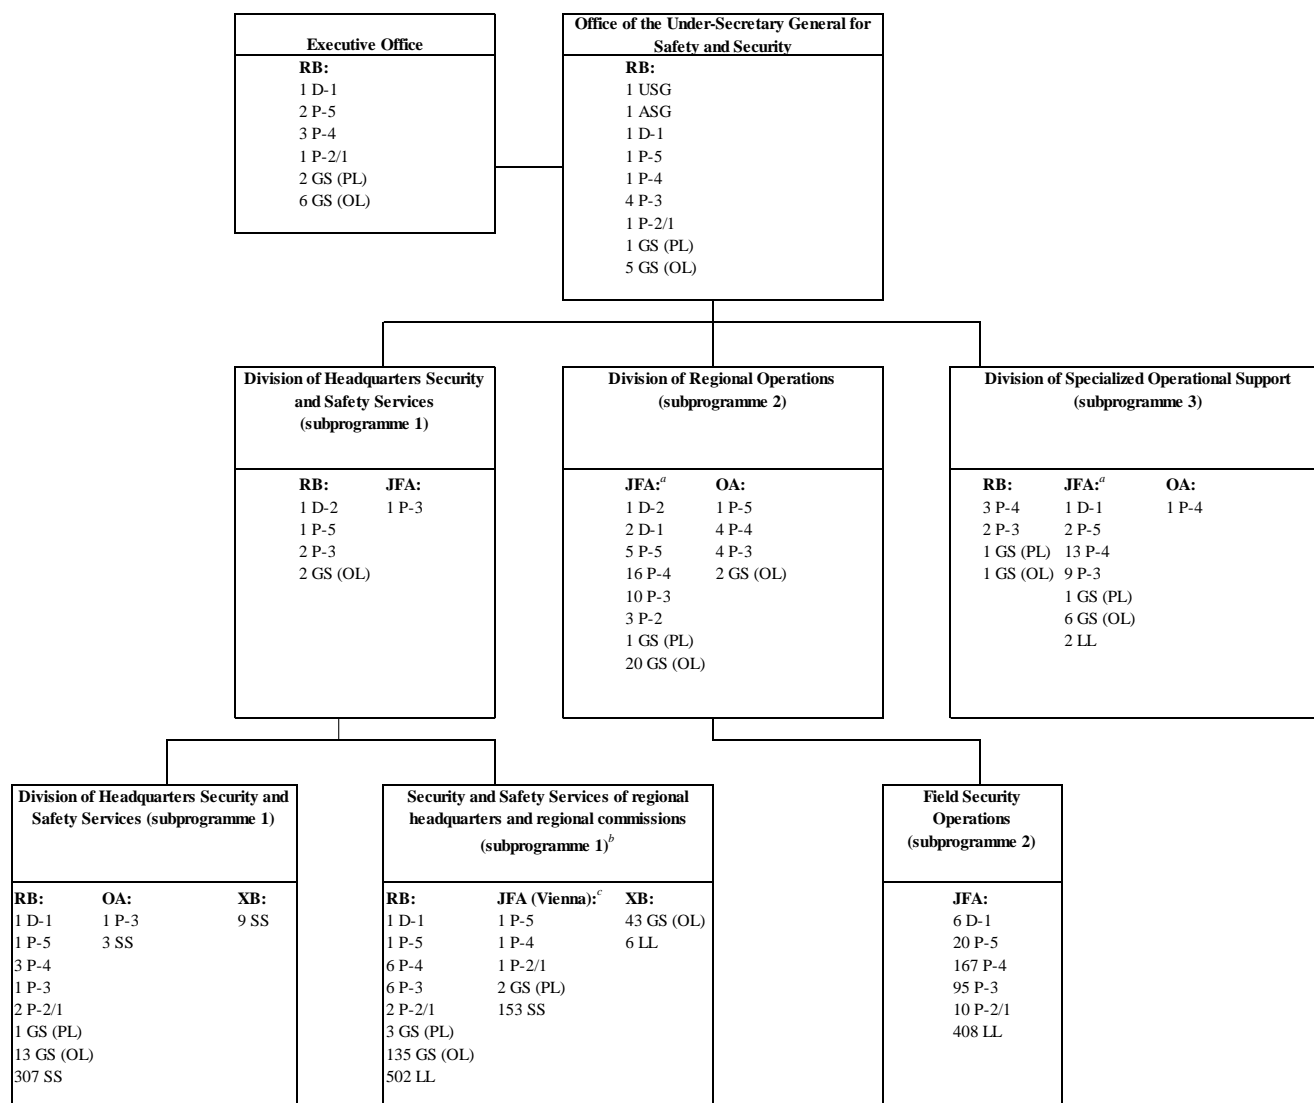 Executive Office
RB:
1 D-1
2 P-5
3 P-4
1 P-2/1
2 GS (PL)
6 GS (OL)
Office of the Under-Secretary General for
Safety and Security
RB:
1 USG
1 ASG
1 D-1
1 P-5
1 P-4
4 P-3
1 P-2/1
1 GS (PL)
5 GS (OL)
Division of Headquarters Security
and Safety Services
(subprogramme 1)
RB:
1 D-2
1 P-5
2 P-3
2 GS (OL)
JFA:
1 P-3
Division of Regional Operations
(subprogramme 2)
JFA:a
1 D-2
2 D-1
5 P-5
16 P-4
10 P-3
3 P-2
1 GS (PL)
20 GS (OL)
OA:
1 P-5
4 P-4
4 P-3
2 GS (OL)
Division of Specialized Operational Support
(subprogramme 3)
RB:
3 P-4
2 P-3
1 GS (PL)
1 GS (OL)
JFA:a
1 D-1
2 P-5
13 P-4
9 P-3
1 GS (PL)
6 GS (OL)
2 LL
OA:
1 P-4
Division of Headquarters Security and
Safety Services (subprogramme 1)
RB:
1 D-1
1 P-5
3 P-4
1 P-3
2 P-2/1
1 GS (PL)
13 GS (OL)
307 SS
OA:
1 P-3
3 SS
XB:
9 SS
Security and Safety Services of regional
headquarters and regional commissions
(subprogramme 1)b
RB:
1 D-1
1 P-5
6 P-4
6 P-3
2 P-2/1
3 GS (PL)
135 GS (OL)
502 LL
JFA (Vienna):c
1 P-5
1 P-4
1 P-2/1
2 GS (PL)
153 SS
XB:
43 GS (OL)
6 LL
Field Security
Operations
(subprogramme 2)
JFA:
6 D-1
20 P-5
167 P-4
95 P-3
10 P-2/1
408 LL